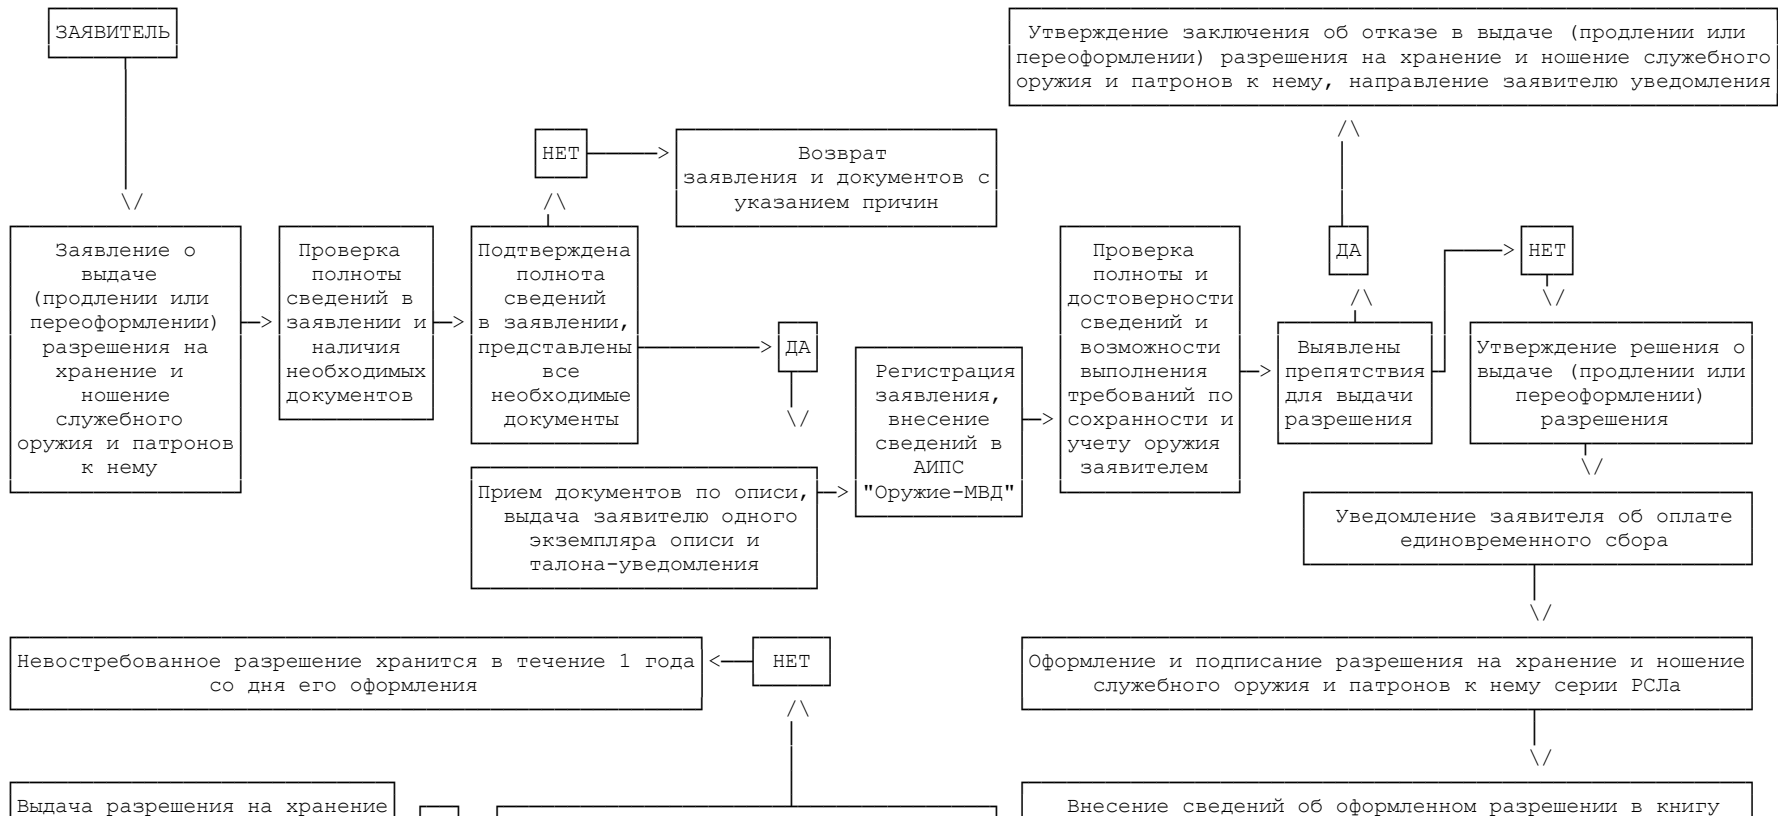 ЗАЯВИТЕЛЬ
Утверждение заключения об отказе в выдаче (продлении или
переоформлении) разрешения на хранение и ношение служебного
оружия и патронов к нему, направление заявителю уведомления
НЕТ
Возврат
заявления и документов с
указанием причин
Заявление о
выдаче
(продлении или
переоформлении)
разрешения на
хранение и
ношение
служебного
оружия и патронов
к нему
Проверка
полноты
сведений в
заявлении и
наличия
необходимых
документов
Подтверждена
полнота
сведений
в заявлении,
представлены
все
необходимые
документы
ДА
Прием документов по описи,
выдача заявителю одного
экземпляра описи и
талона-уведомления
Регистрация
заявления,
внесение
сведений в
АИПС
"Оружие-МВД"
Проверка
полноты и
достоверности
сведений и
возможности
выполнения
требований по
сохранности и
учету оружия
заявителем
Выявлены
препятствия
для выдачи
разрешения
ДА
НЕТ
Утверждение решения о
выдаче (продлении или
переоформлении)
разрешения
Уведомление заявителя об оплате
единовременного сбора
Невостребованное разрешение хранится в течение 1 года
со дня его оформления
НЕТ
Оформление и подписание разрешения на хранение и ношение
служебного оружия и патронов к нему серии РСЛа
Выдача разрешения на хранение
Внесение сведений об оформленном разрешении в книгу